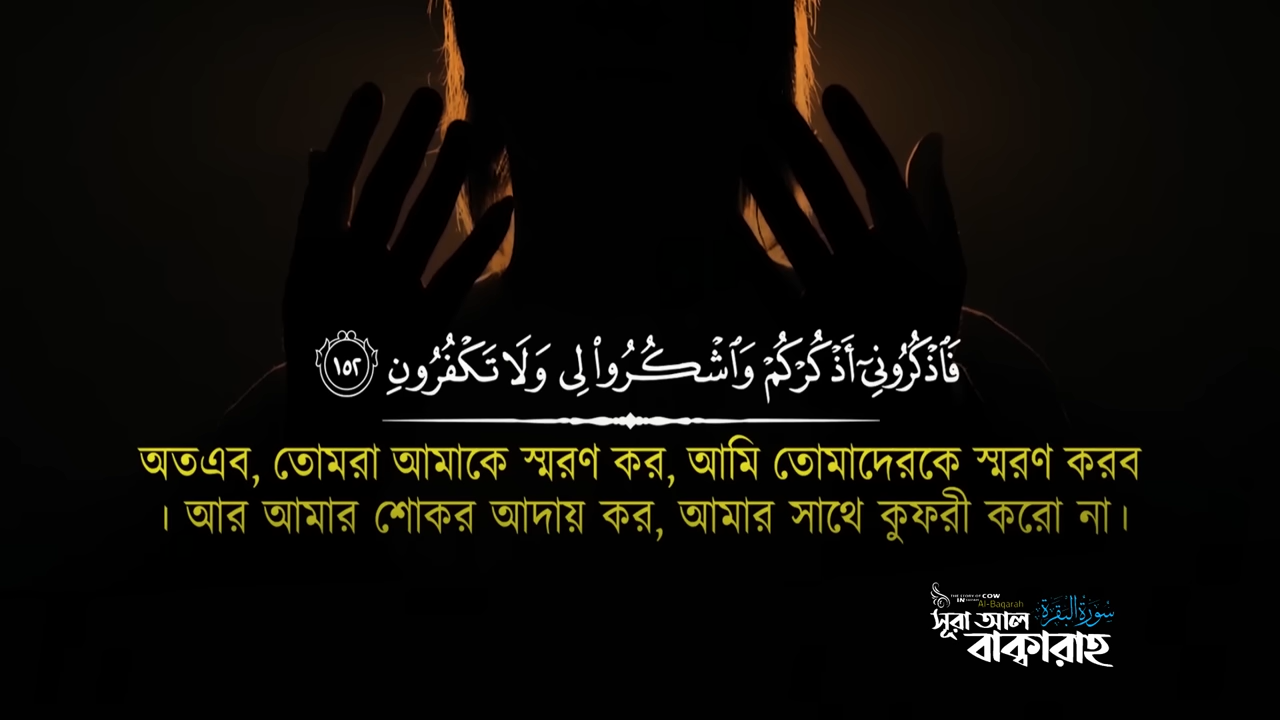 فَٱذْكُرُونِىٓ أَذْكُرْكُمْ وَٱشْكُرُوا۟ لِى وَلَا تَكْفُرُونِ ١٥٢
অতএব, তোমরা আমাকে স্মরণ কর, আমি তোমাদেরকে স্মরণ করব
। আর আমার শোকর আদায় কর, আমার সাথে কুফরী করো না।
THE STORY OF COW
IN
Al-Baqarah
سورة البقرة
সূরা আল
বাক্বারাহ